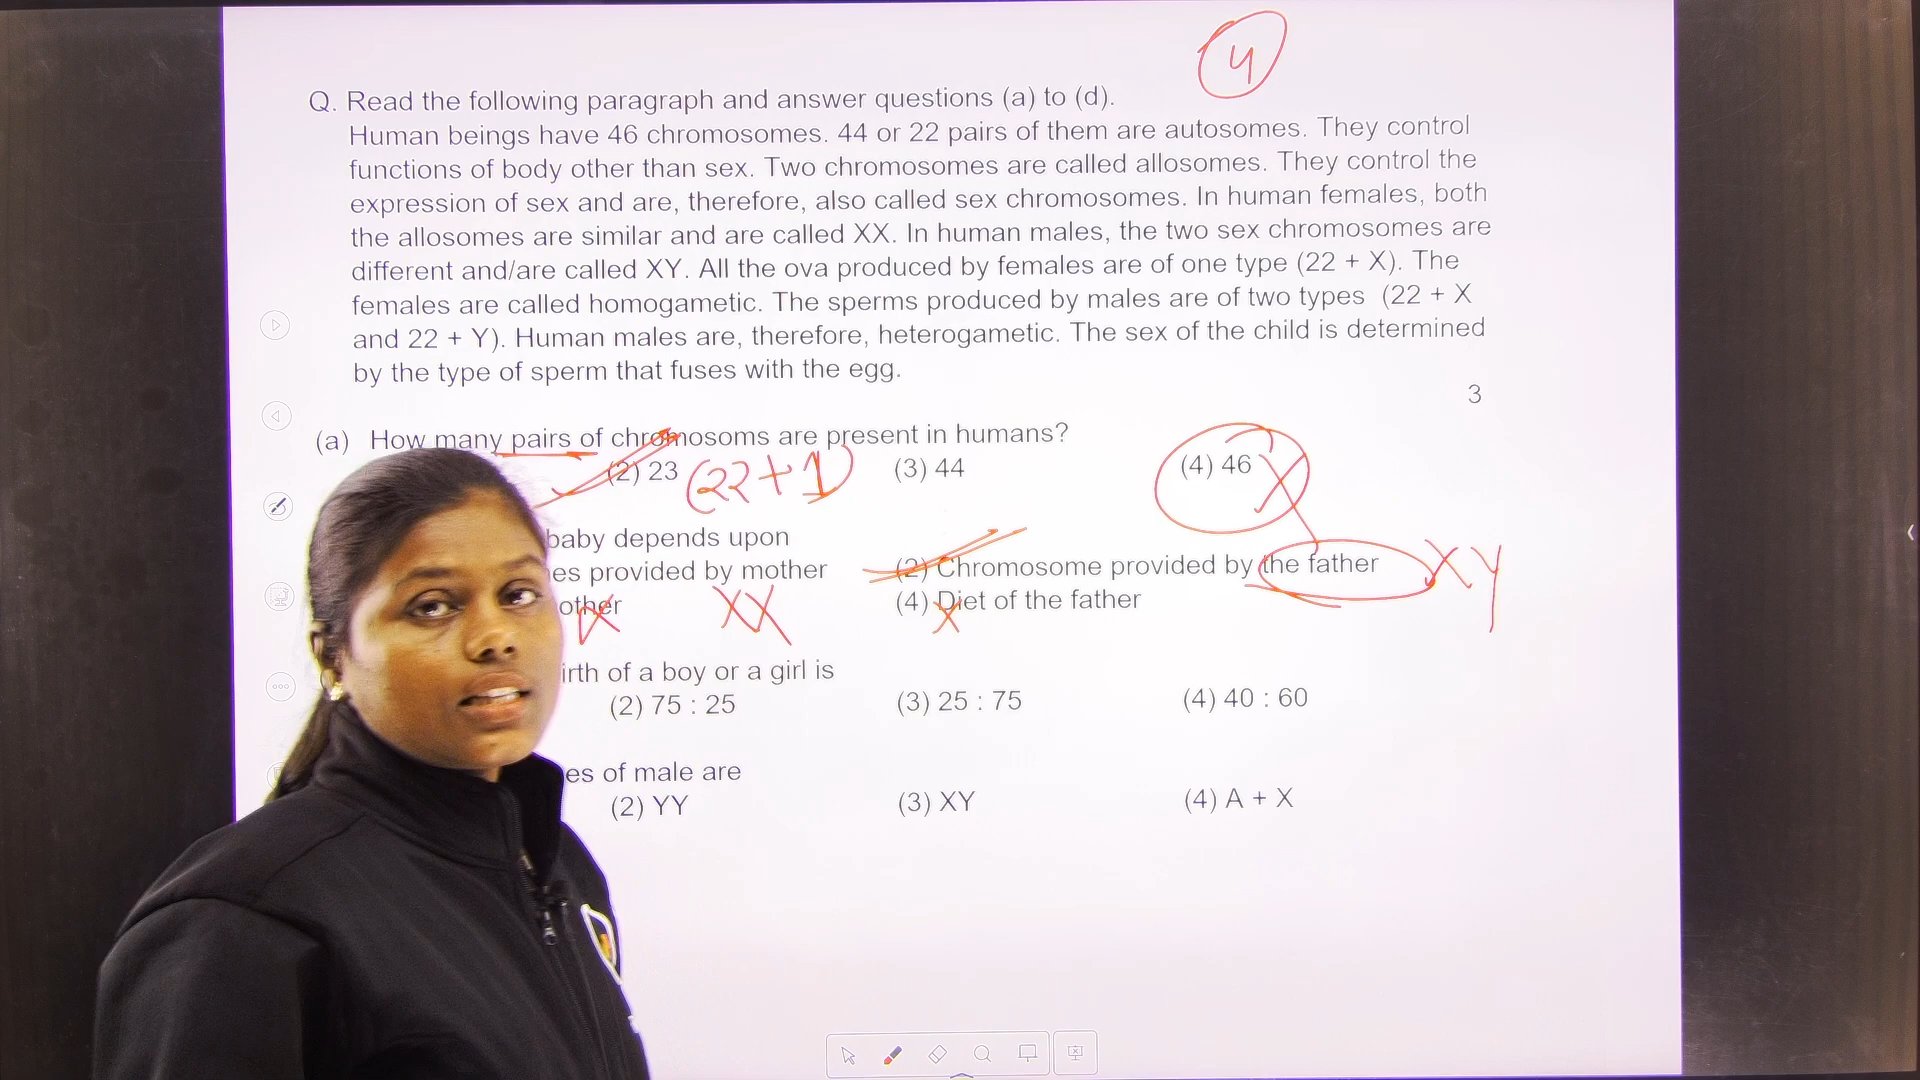 4
Q. Read the following paragraph and answer questions (a) to (d).
Human beings have 46 chromosomes. 44 or 22 pairs of them are autosomes. They control
functions of body other than sex. Two chromosomes are called allosomes. They control the
expression of sex and are, therefore, also called sex chromosomes. In human females, both
the allosomes are similar and are called XX. In human males, the two sex chromosomes are
different and/are called XY. All the ova produced by females are of one type (22 + X). The
females are called homogametic. The sperms produced by males are of two types (22 + X
and 22 + Y). Human males are, therefore, heterogametic. The sex of the child is determined
by the type of sperm that fuses with the egg.
3
(a) How many pairs of chromosoms are present in humans?
(2) 23 (22+1) (3) 44 (4) 46 X
baby depends upon
es provided by mother (2) Chromosome provided by the father XY
other XX (4) Diet of the father
irth of a boy or a girl is
(2) 75 : 25 (3) 25 : 75 (4) 40 : 60
es of male are
(2) YY (3) XY (4) A + X